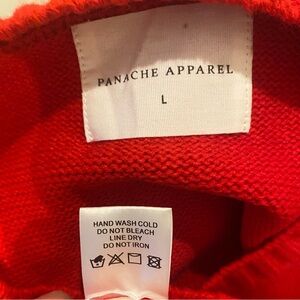 PANACHE APPAREL
L
HAND WASH COLD
DO NOT BLEACH
LINE DRY
DO NOT IRON